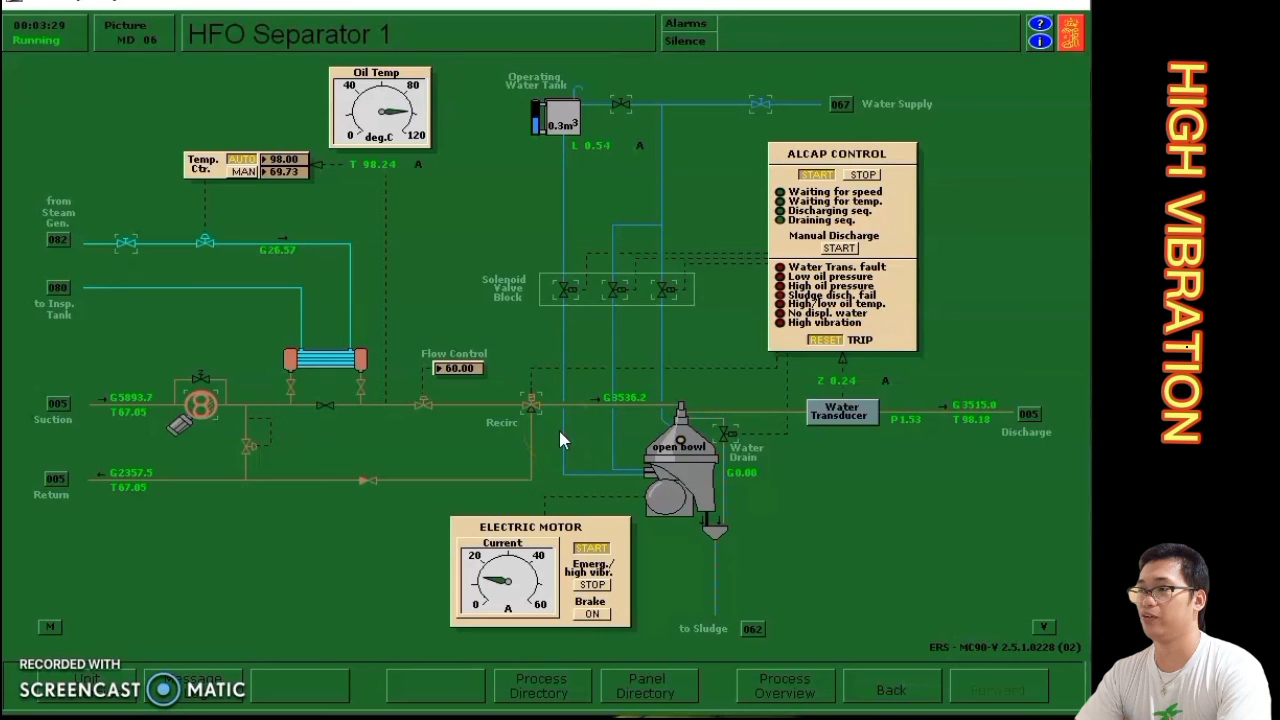 00:03:29
Running
Picture
MD 06
HFO Separator 1
Alarms
Silence
?
i
Oil Temp
40
80
0
120
deg.C
Operating
Water Tank
0.3m³
L 0.54 A
067
Water Supply
Temp.
Ctr.
AUTO
98.00
MAN
69.73
T 98.24 A
from
Steam
Gen.
082
G26.57
080
to Insp.
Tank
Solenoid
Valve
Block
ALCAP CONTROL
START
STOP
Waiting for speed
Waiting for temp.
Discharging seq.
Draining seq.
Manual Discharge
START
Water Trans. fault
Low oil pressure
High oil pressure
Sludge disch. fail
High/low oil temp.
No displ. water
High vibration
RESET TRIP
Flow Control
60.00
Z 0.24 A
005
Suction
G5893.7
T67.05
G3536.2
Recirc
Water
Transducer
P1.53
G3515.0
T98.18
005
Discharge
open bowl
Water
Drain
G0.00
005
Return
G2357.5
T67.05
ELECTRIC MOTOR
Current
20
40
0
60
A
START
Emerg./
high vibr.
STOP
Brake
ON
to Sludge
062
M
V
ERS - MC90-V 2.5.1.0228 (02)
RECORDED WITH
SCREENCAST MATIC
Process
Directory
Panel
Directory
Process
Overview
Back
Forward
HIGH VIBRATION